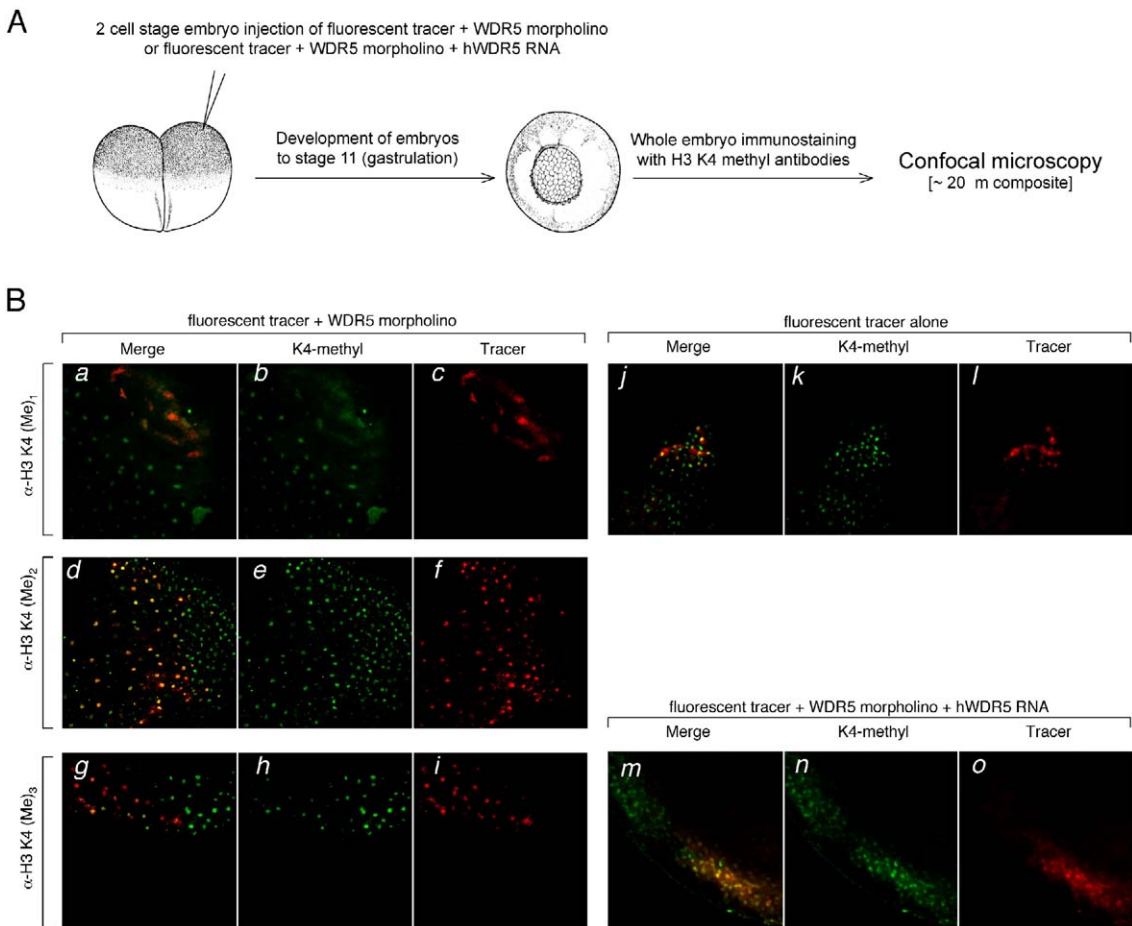 A
2 cell stage embryo injection of fluorescent tracer + WDR5 morpholino
or fluorescent tracer + WDR5 morpholino + hWDR5 RNA
Development of embryos
to stage 11 (gastrulation)
Whole embryo immunostaining
with H3 K4 methyl antibodies
Confocal microscopy
[~ 20 m composite]
B
fluorescent tracer + WDR5 morpholino
Merge K4-methyl Tracer
α-H3 K4 (Me)1
a b c
α-H3 K4 (Me)2
d e f
α-H3 K4 (Me)3
g h i
fluorescent tracer alone
Merge K4-methyl Tracer
j k l
fluorescent tracer + WDR5 morpholino + hWDR5 RNA
Merge K4-methyl Tracer
m n o